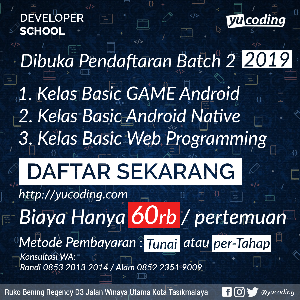 DEVELOPER
SCHOOL
yucoding
Dibuka Pendaftaran Batch 2 2019
1. Kelas Basic GAME Android
2. Kelas Basic Android Native
3. Kelas Basic Web Programming
DAFTAR SEKARANG
http://yucoding.com
Biaya Hanya 60rb / pertemuan
Metode Pembayaran : Tunai atau per-Tahap
Konsultasi WA:
Randi 0853 2013 2014 / Alam 0852 2351 9009
Ruko Bening Regency D3 Jalan Winaya Utama Kota Tasikmalaya
yucoding